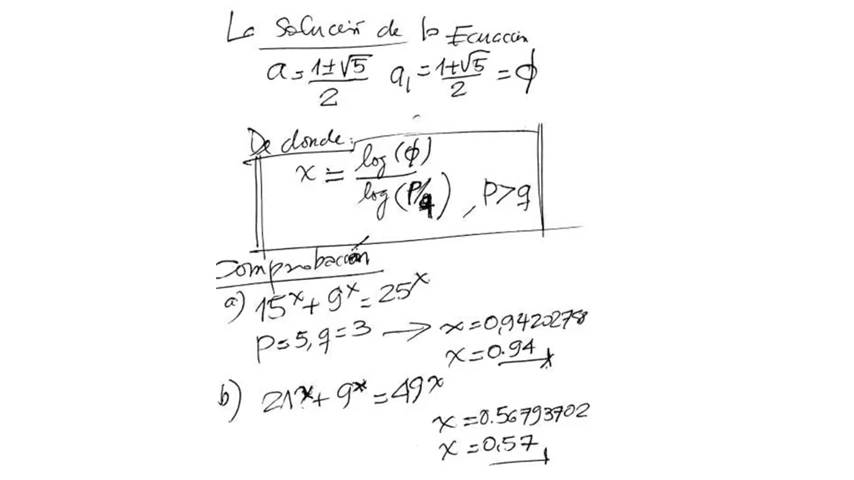 La solución de la Ecuación
a = 1±√5/2 a₁ = 1+√5/2 = φ
De donde:
x = log(φ)/log(p/q), p>q
Comprobación
a) 15ˣ + 9ˣ = 25ˣ
p=5, q=3 → x=0,94202758
x=0.94
b) 21ˣ + 9ˣ = 49ˣ
x=0.56793702
x=0,57